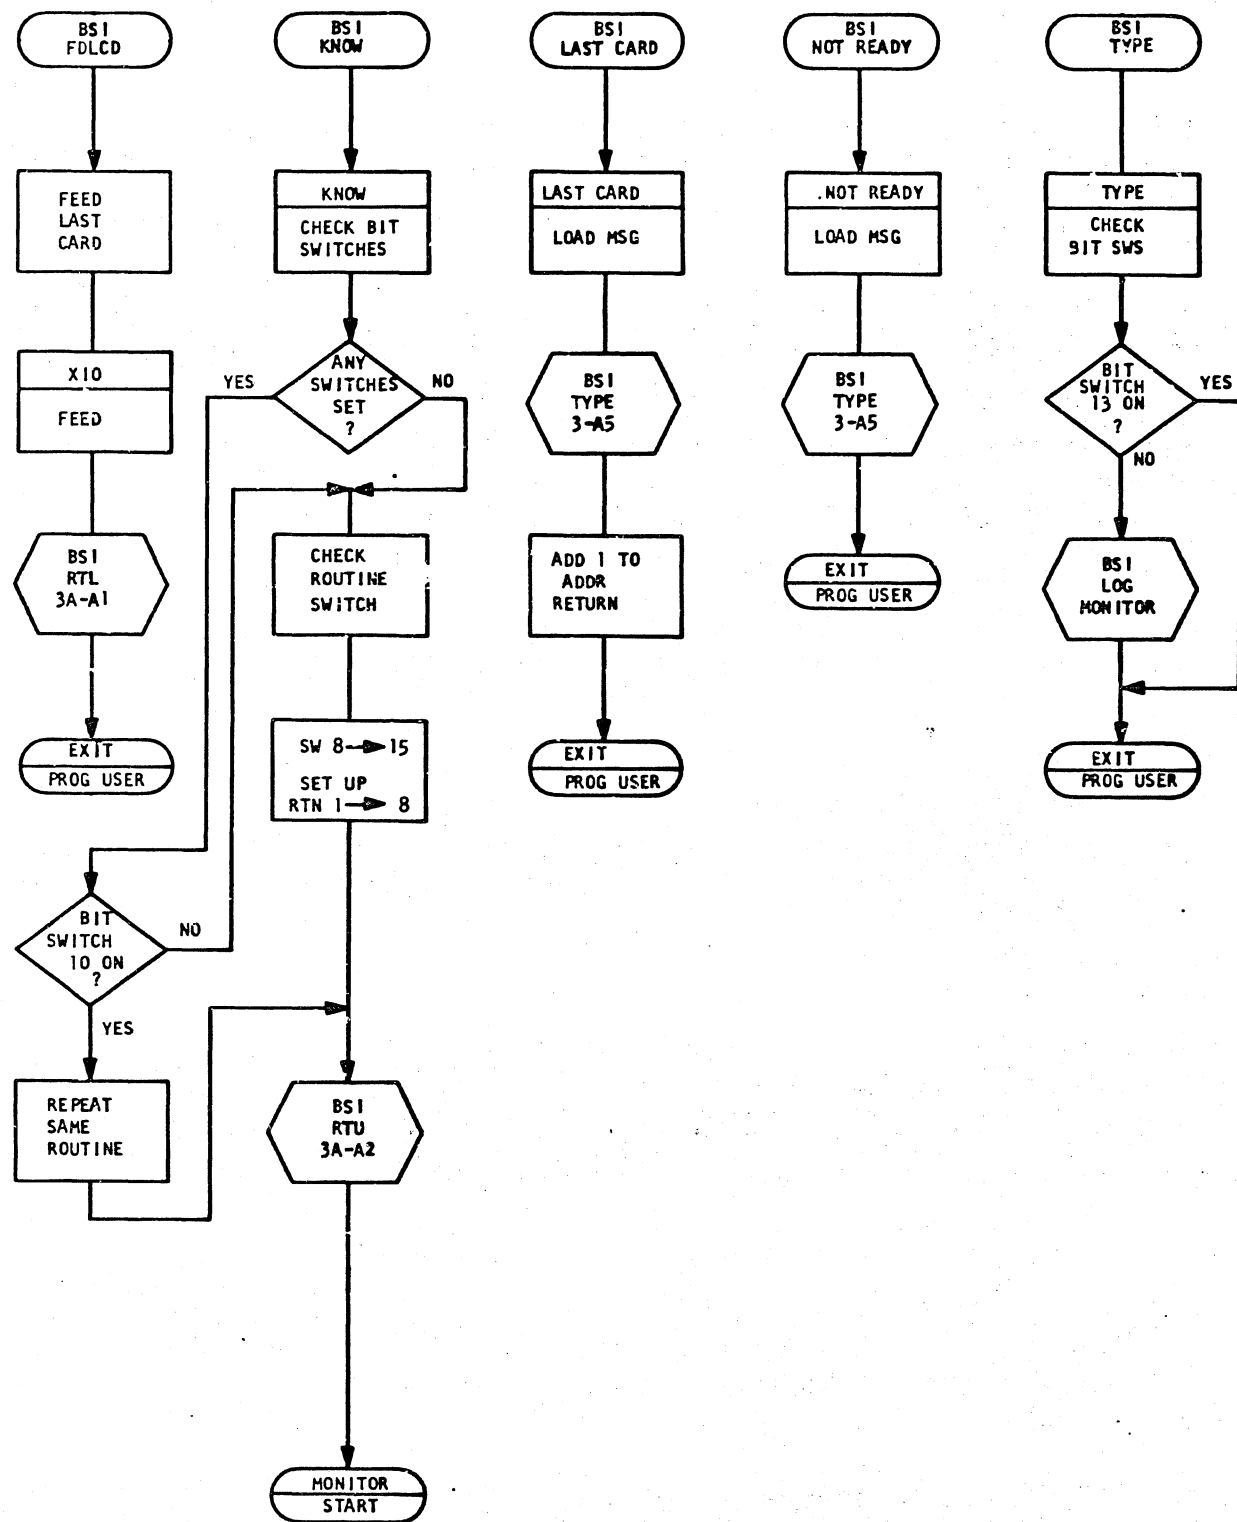 BSI
FDLCD
FEED
LAST
CARD
XIO
FEED
BSI
RTL
3A-A1
EXIT
PROG USER
BSI
KNOW
KNOW
CHECK BIT
SWITCHES
ANY
SWITCHES
SET
?
YES
NO
CHECK
ROUTINE
SWITCH
SW 8 → 15
SET UP
RTN 1 → 8
BIT
SWITCH
10 ON
?
NO
YES
REPEAT
SAME
ROUTINE
BSI
RTU
3A-A2
MONITOR
START
BSI
LAST CARD
LAST CARD
LOAD MSG
BSI
TYPE
3-A5
ADD 1 TO
ADDR
RETURN
EXIT
PROG USER
BSI
NOT READY
.NOT READY
LOAD MSG
BSI
TYPE
3-A5
EXIT
PROG USER
BSI
TYPE
TYPE
CHECK
BIT SWS
BIT
SWITCH
13 ON
?
YES
NO
BSI
LOG
MONITOR
EXIT
PROG USER